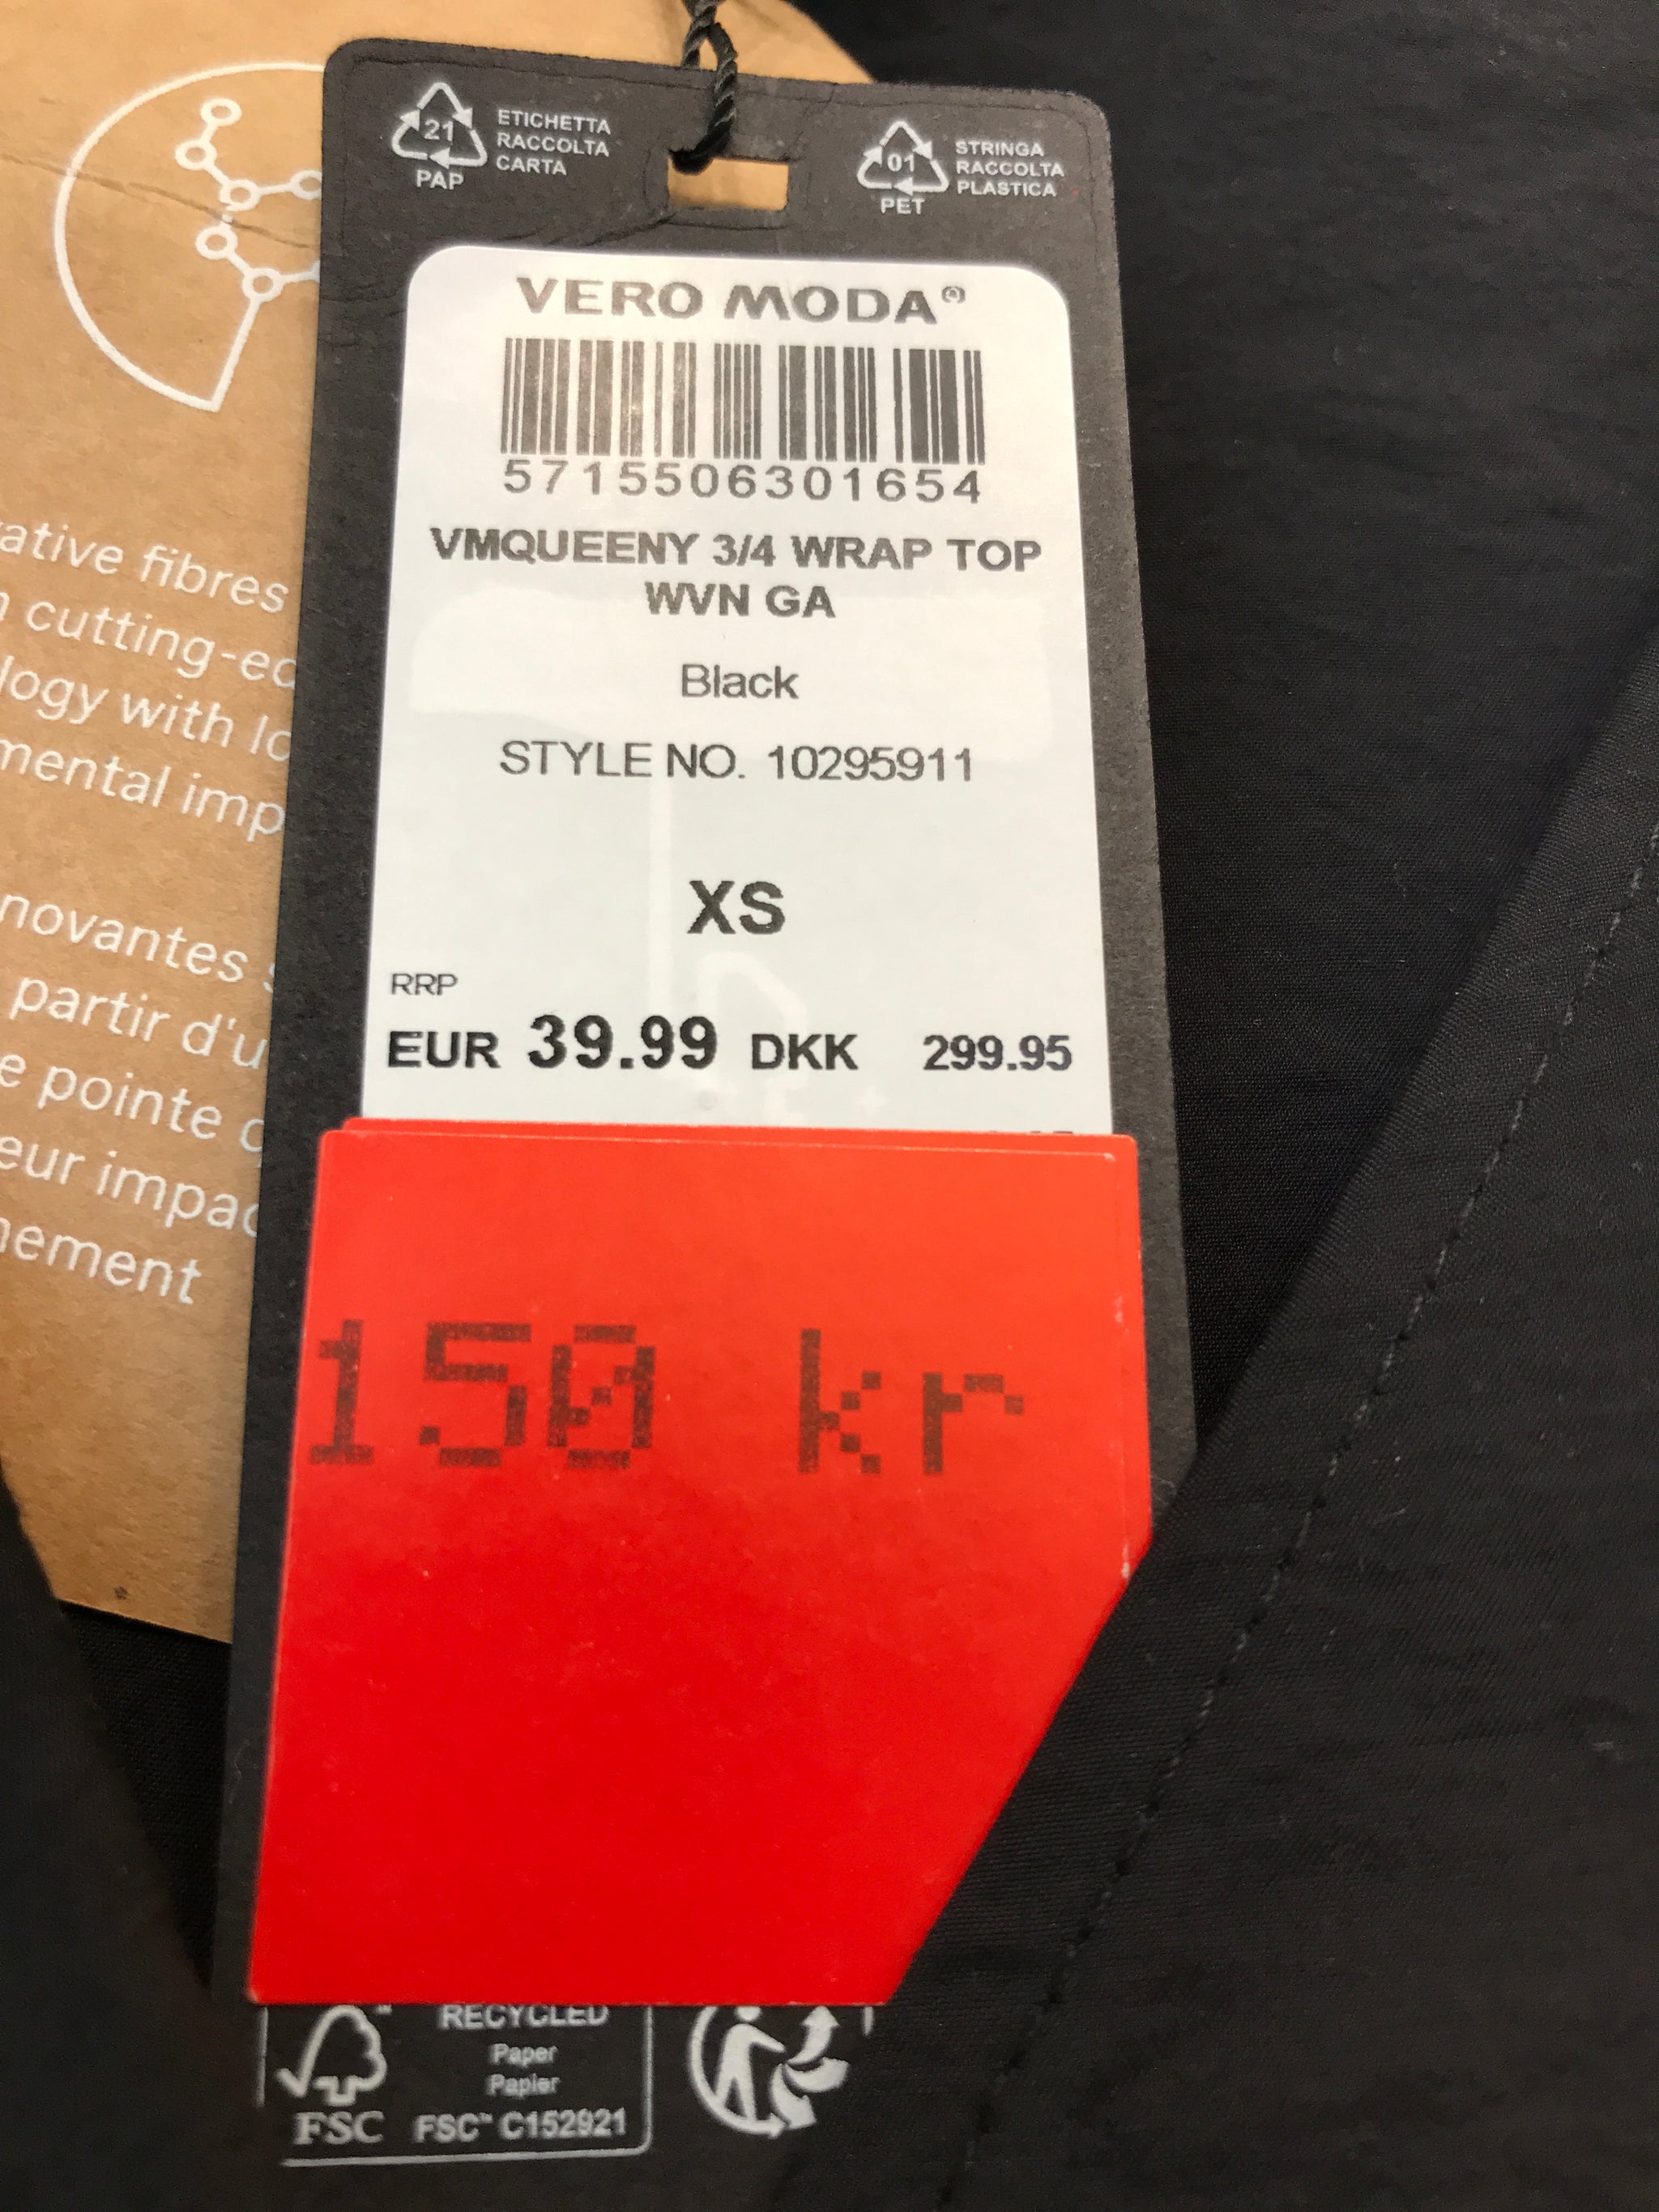 21
PAP
ETICHETTA
RACCOLTA
CARTA
01
PET
STRINGA
RACCOLTA
PLASTICA
VERO MODA®
5715506301654
VMQUEENY 3/4 WRAP TOP
WVN GA
Black
STYLE NO. 10295911
XS
RRP
EUR 39.99 DKK 299.95
150 kr
RECYCLED
Paper
Papier
FSC
FSC™ C152921
fibres
cutting-
with
novantes
partir d'u
pointe